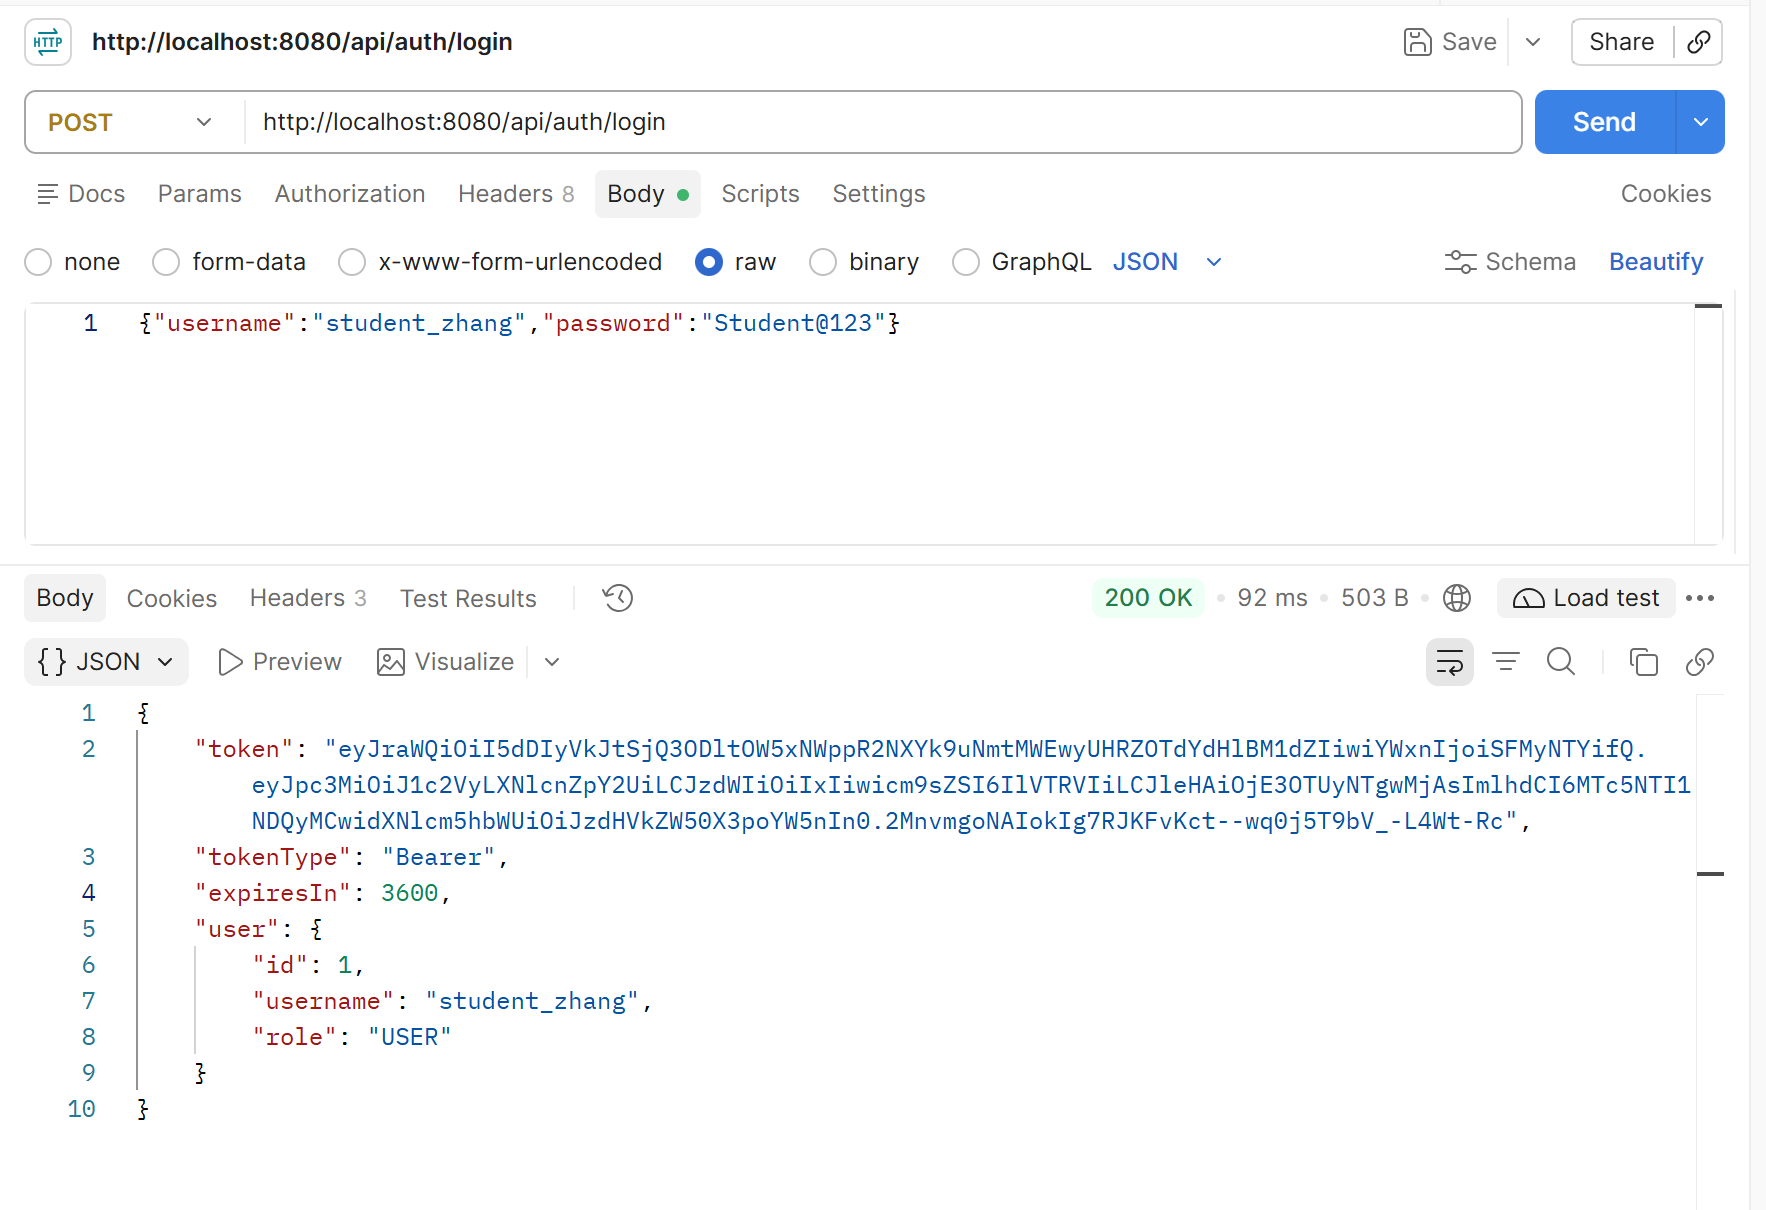 HTTP http://localhost:8080/api/auth/login Save Share
POST http://localhost:8080/api/auth/login Send
Docs Params Authorization Headers 8 Body Scripts Settings Cookies
none form-data x-www-form-urlencoded raw binary GraphQL JSON Schema Beautify
1 {"username":"student_zhang","password":"Student@123"}
Body Cookies Headers 3 Test Results 200 OK • 92 ms • 503 B • Load test
{ } JSON Preview Visualize
1 {
2 "token": "eyJraWQiOiI5dDIyVkJtSjQ3ODltOW5xNWppR2NXYk9uNmtMWEwyUHRZOTdYdHlBM1dZIiwiYWxnIjoiSFMyNTYifQ.
eyJpc3MiOiJ1c2VyLXNlcnZpY2UiLCJzdWIiOiIxIiwicm9sZSI6IlVTRVIiLCJleHAiOjE3OTUyNTgwMjAsImlhdCI6MTc5NTI1
NDQyMCwidXNlcm5hbWUiOiJzdHVkZW50X3poYW5nIn0.2MnvmgoNAIokIg7RJKFvKct--wq0j5T9bV_-L4Wt-Rc",
3 "tokenType": "Bearer",
4 "expiresIn": 3600,
5 "user": {
6 "id": 1,
7 "username": "student_zhang",
8 "role": "USER"
9 }
10 }